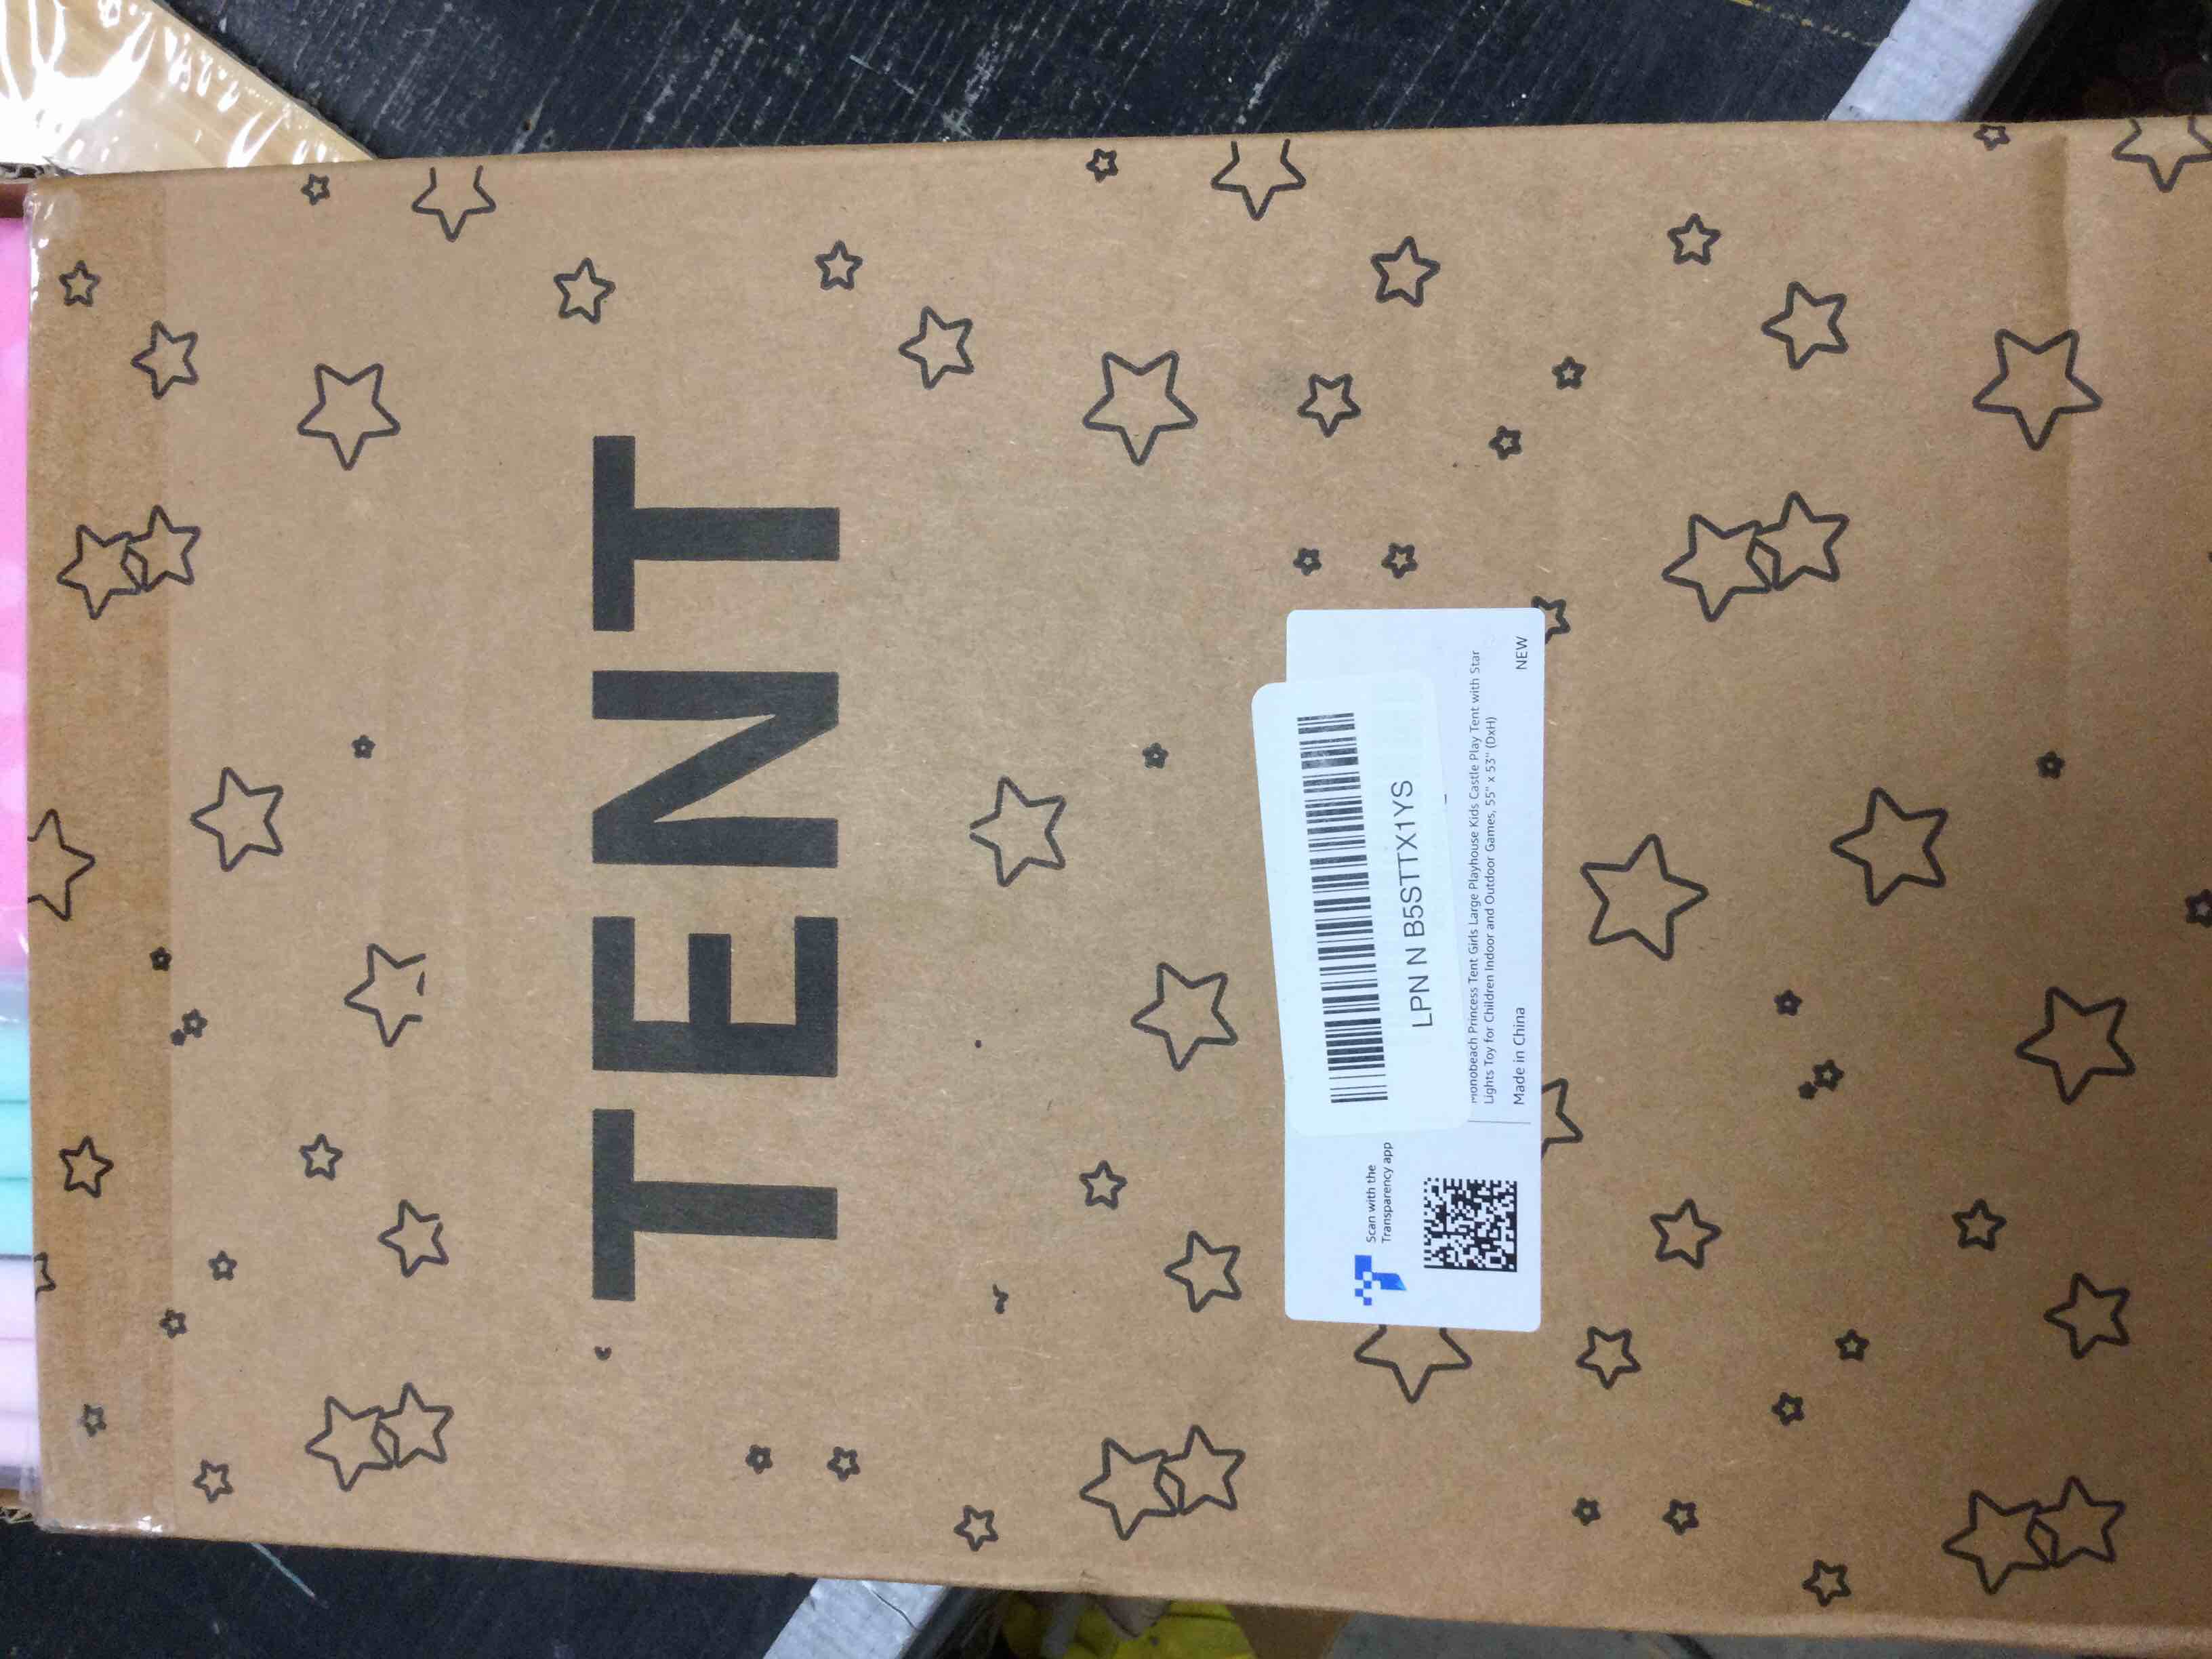 TENT
LPN N B5STTX1YS
monobeach Princess Tent Girls Large Playhouse Kids Castle Play Tent with Star
Lights Toy for Children Indoor and Outdoor Games, 55'' x 53'' (DxH)
Made in China
NEW
Scan with the
Transparency app